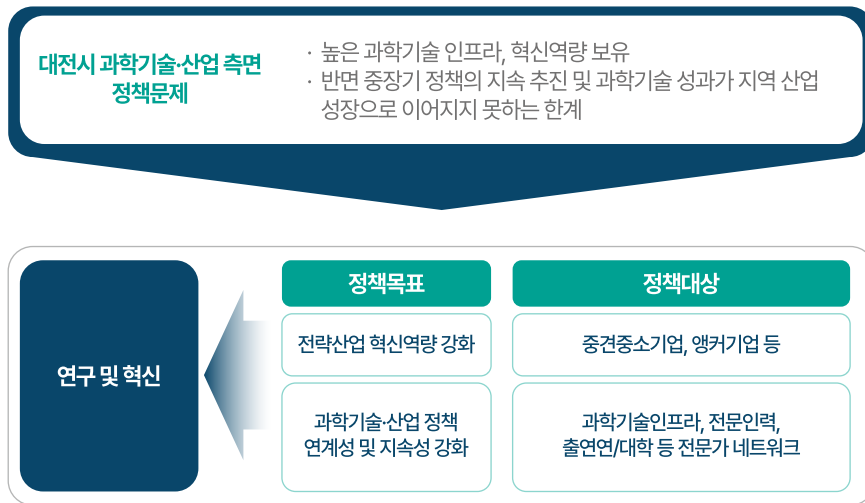 대전시 과학기술·산업 측면
정책문제
· 높은 과학기술 인프라, 혁신역량 보유
· 반면 중장기 정책의 지속 추진 및 과학기술 성과가 지역 산업
성장으로 이어지지 못하는 한계
연구 및 혁신
정책목표
정책대상
전략산업 혁신역량 강화
중견중소기업, 앵커기업 등
과학기술·산업 정책
연계성 및 지속성 강화
과학기술인프라, 전문인력,
출연연/대학 등 전문가 네트워크